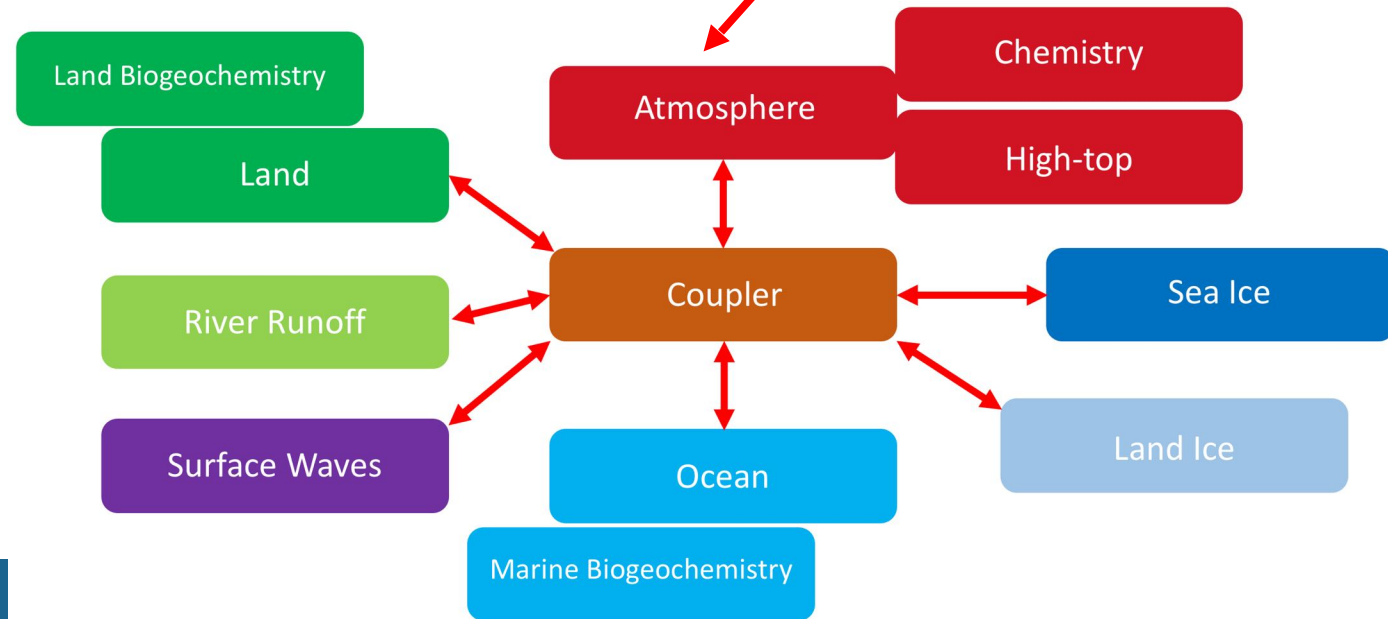 Land Biogeochemistry
Land
River Runoff
Surface Waves
Atmosphere
Chemistry
High-top
Coupler
Ocean
Marine Biogeochemistry
Sea Ice
Land Ice